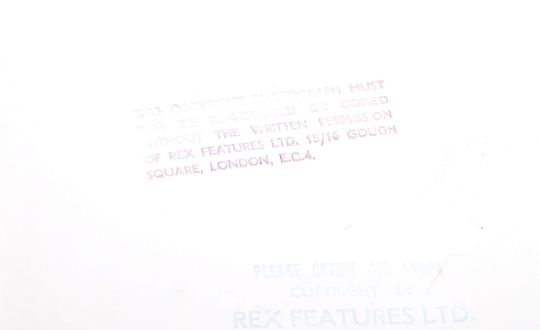 THIS COPYRIGHT PHOTOGRAPH MUST
NOT BE REPRODUCED OR COPIED
WITHOUT THE WRITTEN PERMISSION
OF REX FEATURES LTD. 15/16 GOUGH
SQUARE, LONDON, E.C.4.
PLEASE CREDIT
COPYRIGHT BY
REX FEATURES LTD.